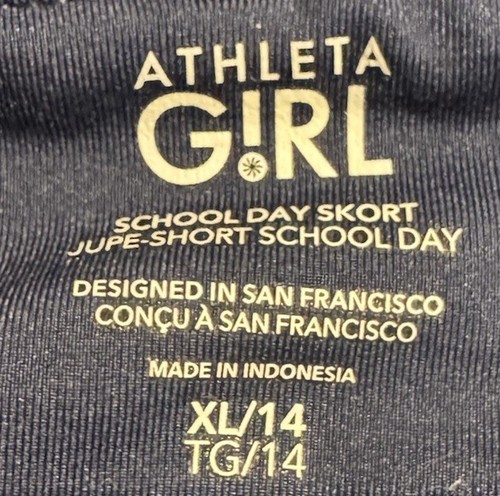 ATHLETA
G!RL
SCHOOL DAY SKORT
JUPE-SHORT SCHOOL DAY
DESIGNED IN SAN FRANCISCO
CONÇU À SAN FRANCISCO
MADE IN INDONESIA
XL/14
TG/14